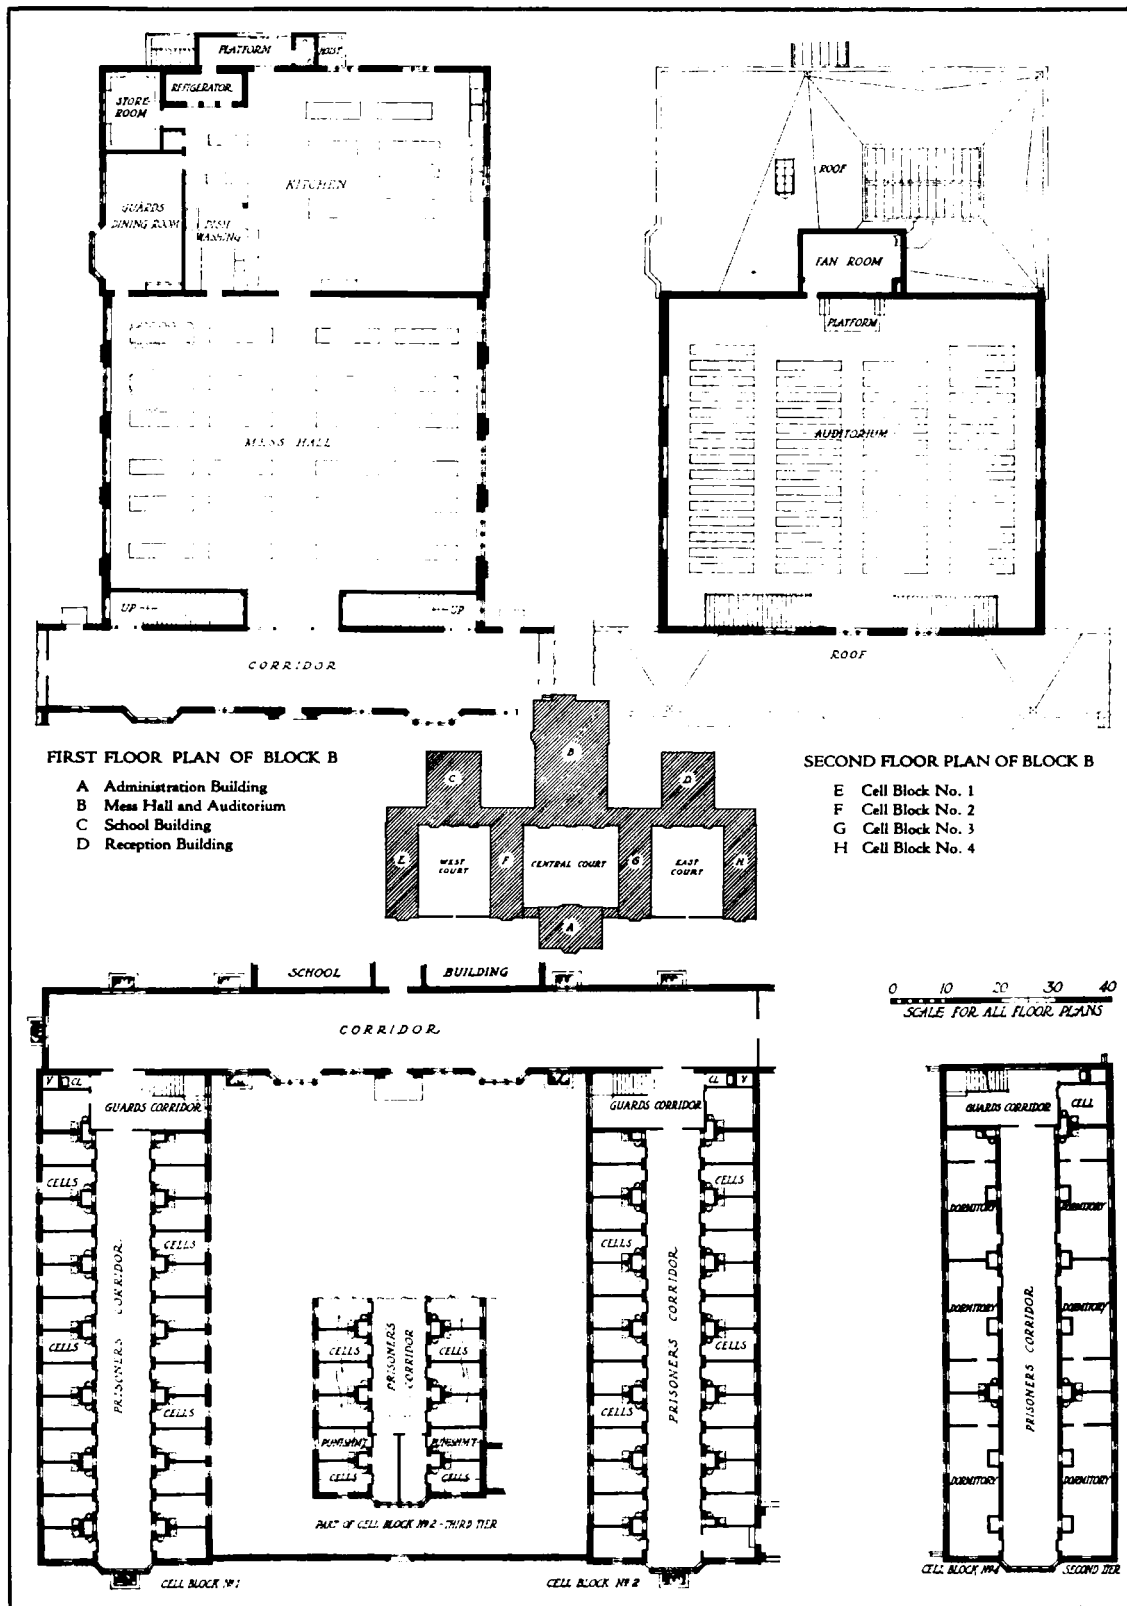 PLATFORM
HOIST
REFRIGERATOR
STORE-
ROOM
KITCHEN
GUARDS
DINING ROOM
DISH
WASHING
MESS HALL
UP
UP
CORRIDOR
ROOF
FAN ROOM
PLATFORM
AUDITORIUM
ROOF
FIRST FLOOR PLAN OF BLOCK B
A Administration Building
B Mess Hall and Auditorium
C School Building
D Reception Building
SECOND FLOOR PLAN OF BLOCK B
E Cell Block No. 1
F Cell Block No. 2
G Cell Block No. 3
H Cell Block No. 4
B
C
D
E
WEST
COURT
F
CENTRAL COURT
G
EAST
COURT
H
A
SCHOOL BUILDING
CORRIDOR
0 10 20 30 40
SCALE FOR ALL FLOOR PLANS
V CL
GUARDS CORRIDOR
CELLS
CELLS
CELLS
CELLS
PRISONERS CORRIDOR
CELL BLOCK Nº 1
CELLS
CELLS
PRISONERS
CORRIDOR
PUNISHM'T
CELLS
PUNISHM'T
CELLS
PART OF CELL BLOCK Nº 2 - THIRD TIER
CL V
GUARDS CORRIDOR
CELLS
CELLS
CELLS
CELLS
PRISONERS CORRIDOR
CELL BLOCK Nº 2
GUARDS CORRIDOR
CELL
DORMITORY
DORMITORY
DORMITORY
DORMITORY
DORMITORY
DORMITORY
PRISONERS CORRIDOR
CELL BLOCK Nº 4
SECOND TIER